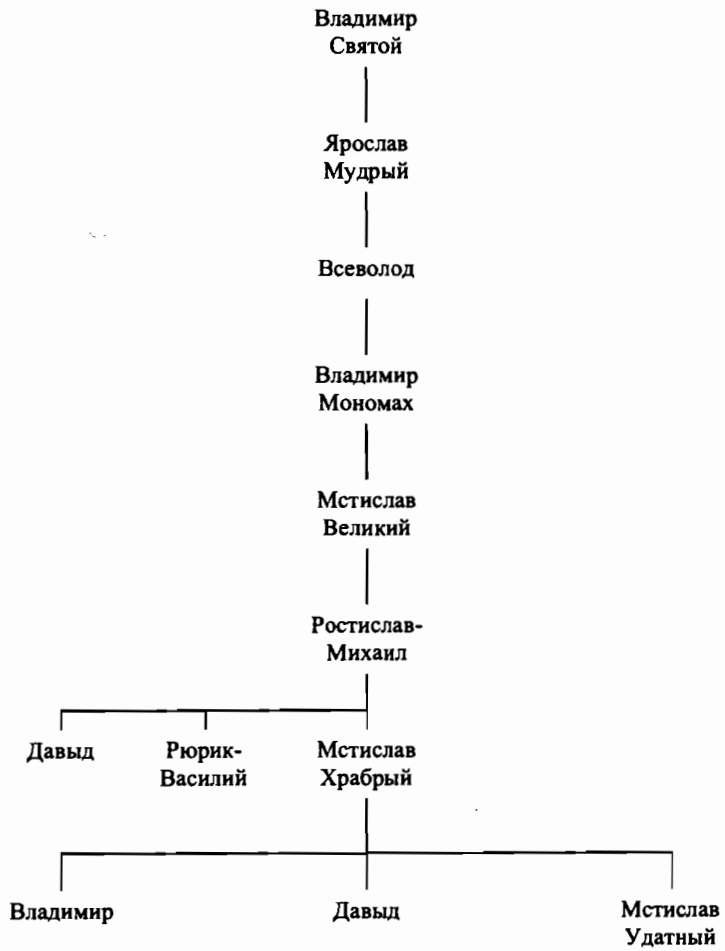 Владимир
Святой
Ярослав
Мудрый
Всеволод
Владимир
Мономах
Мстислав
Великий
Ростислав-
Михаил
Давыд
Рюрик-
Василий
Мстислав
Храбрый
Владимир
Давыд
Мстислав
Удатный